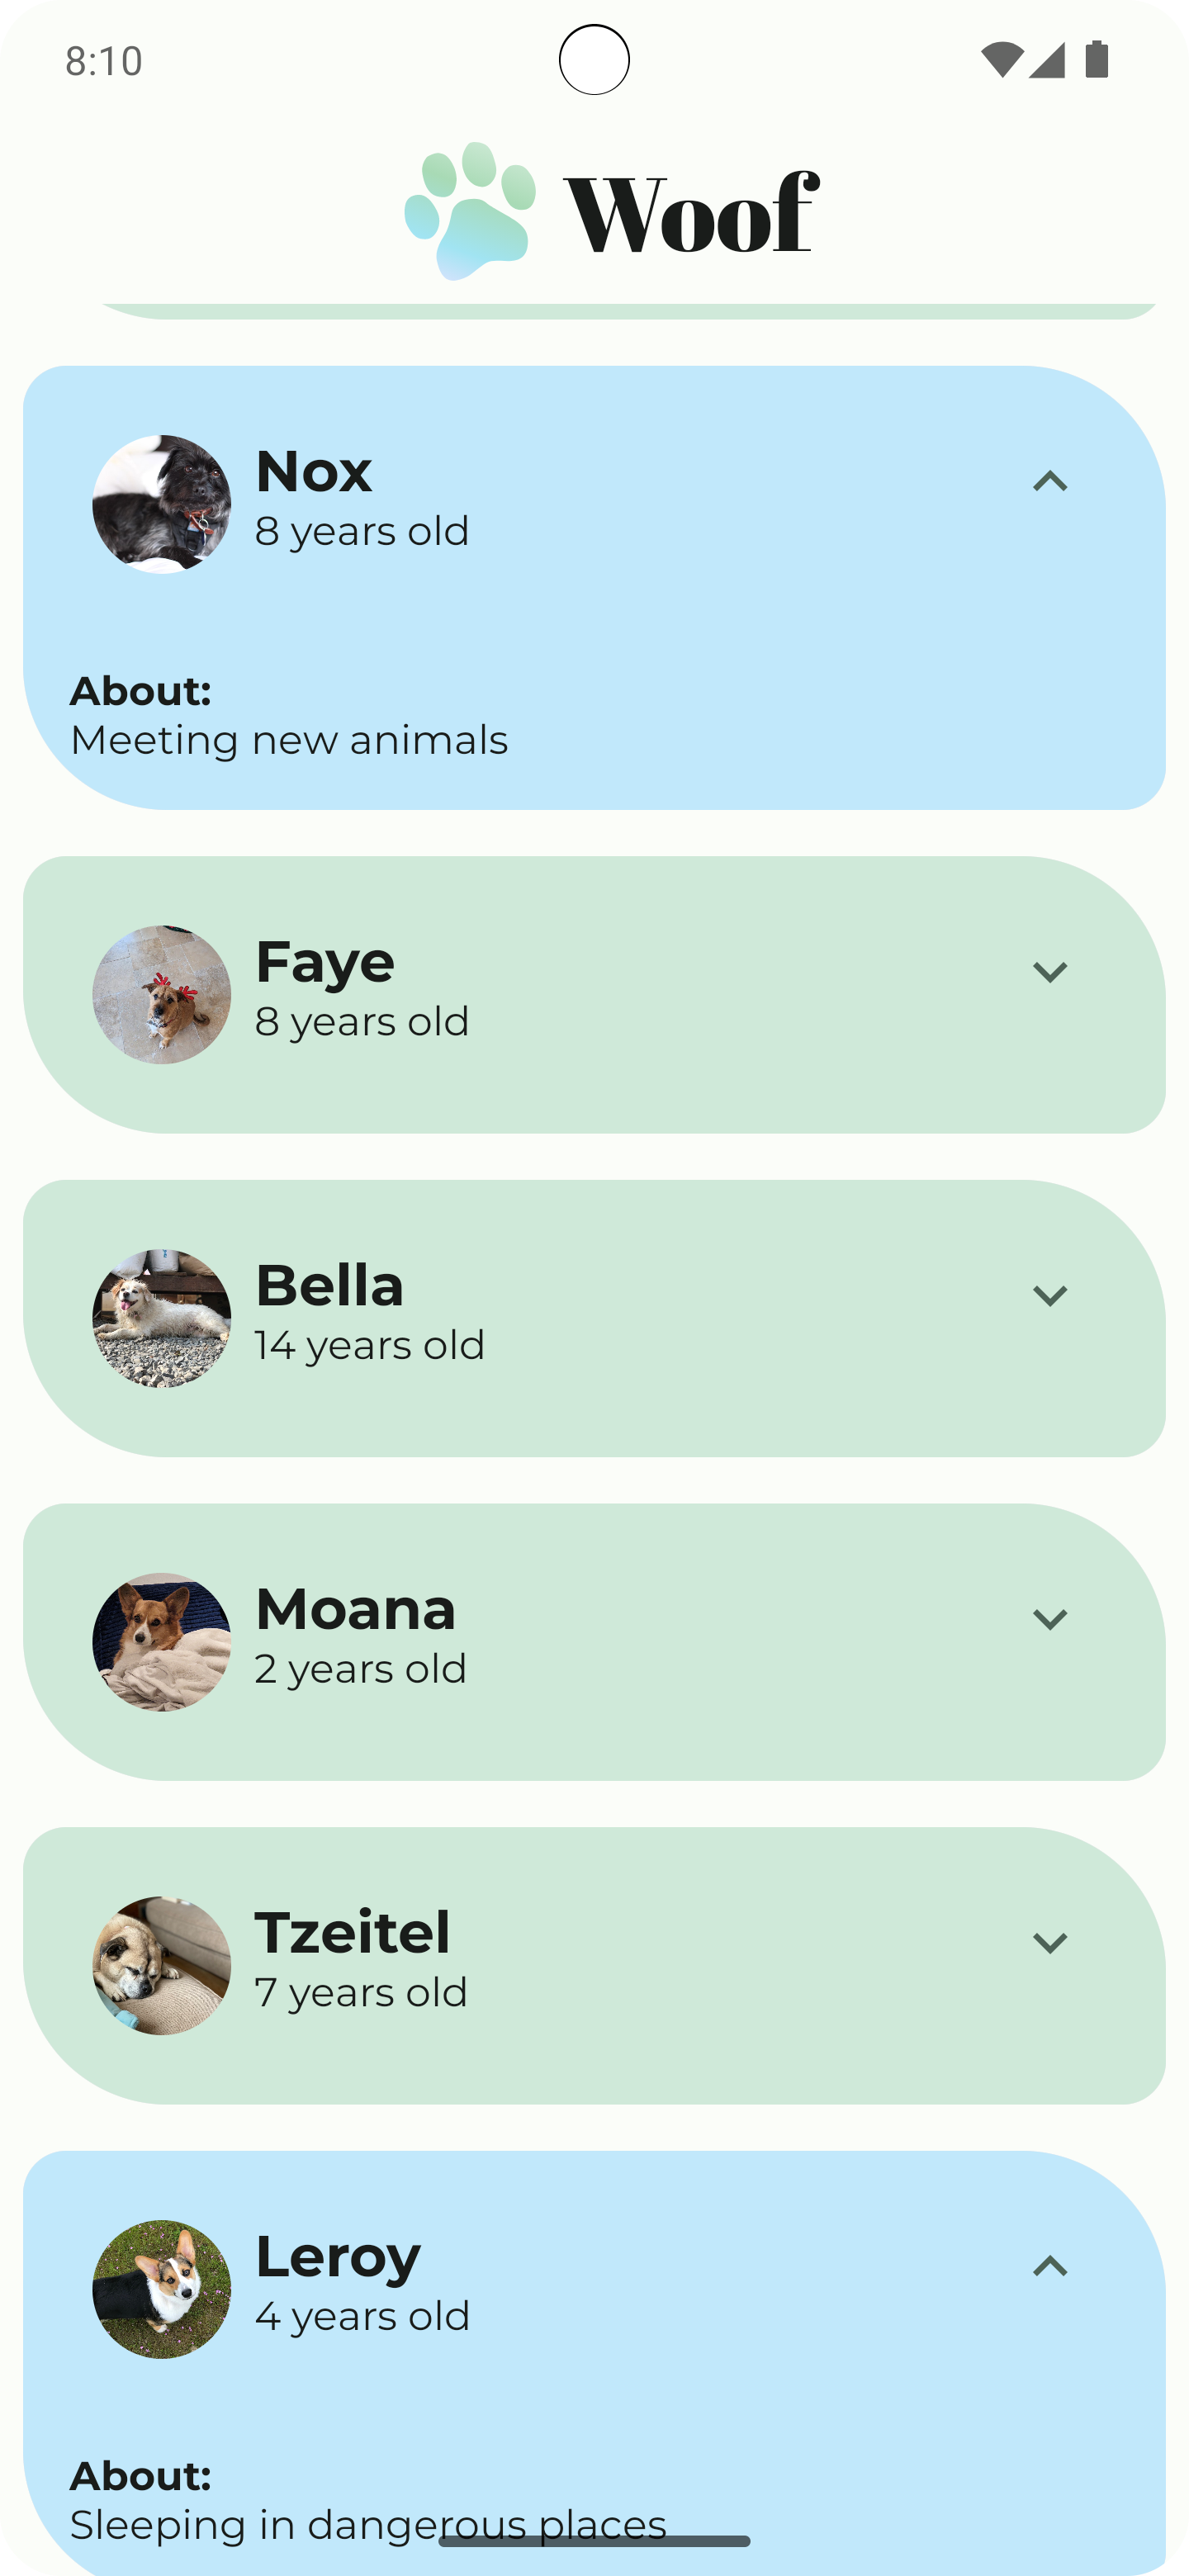 8:10
Woof
Nox
8 years old
About:
Meeting new animals
Faye
8 years old
Bella
14 years old
Moana
2 years old
Tzeitel
7 years old
Leroy
4 years old
About:
Sleeping in dangerous places